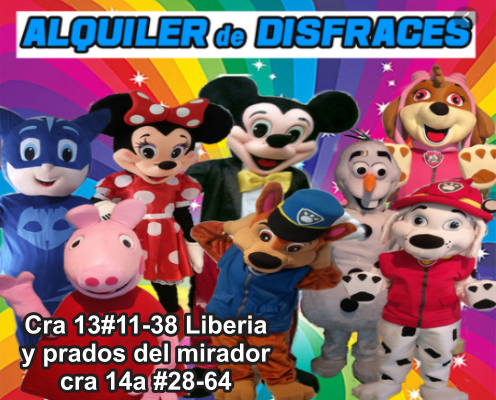 ALQUILER de DISFRACES
Cra 13#11-38 Liberia
y prados del mirador
cra 14a #28-64